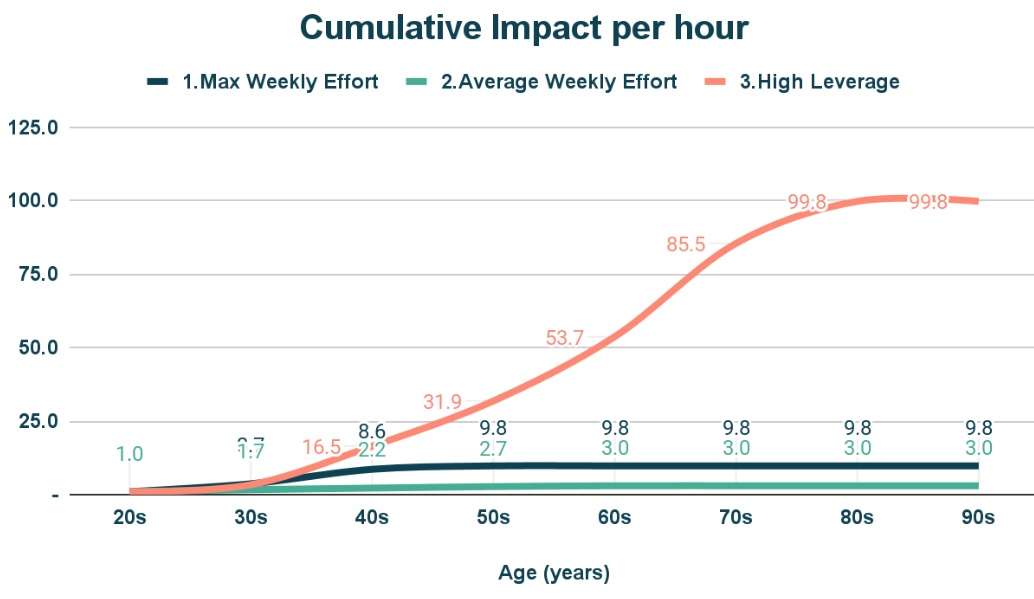 Cumulative Impact per hour
1.Max Weekly Effort 2.Average Weekly Effort 3.High Leverage
125.0
100.0
75.0
50.0
25.0
-
99.8 99.8
85.5
53.7
31.9
8.6 9.8 9.8 9.8 9.8 9.8
1.0 1.7 16.5 2.2 2.7 3.0 3.0 3.0 3.0
20s 30s 40s 50s 60s 70s 80s 90s
Age (years)